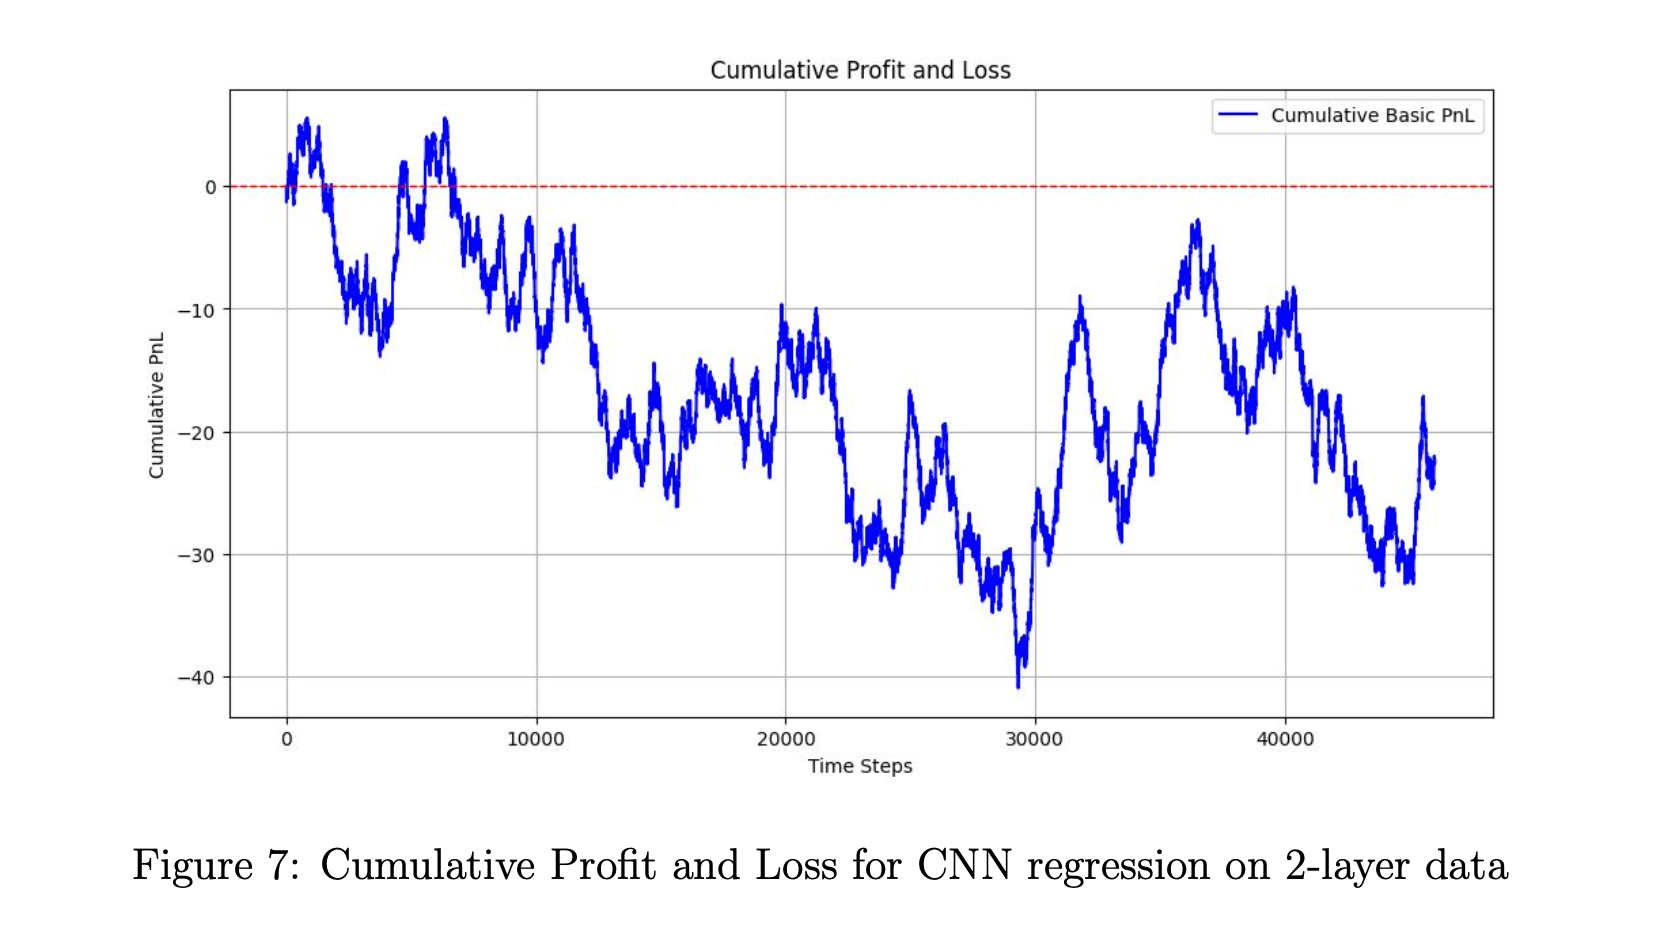 Cumulative Profit and Loss
Cumulative Basic PnL
Cumulative PnL
0
−10
−20
−30
−40
0
10000
20000
30000
40000
Time Steps
Figure 7: Cumulative Profit and Loss for CNN regression on 2-layer data